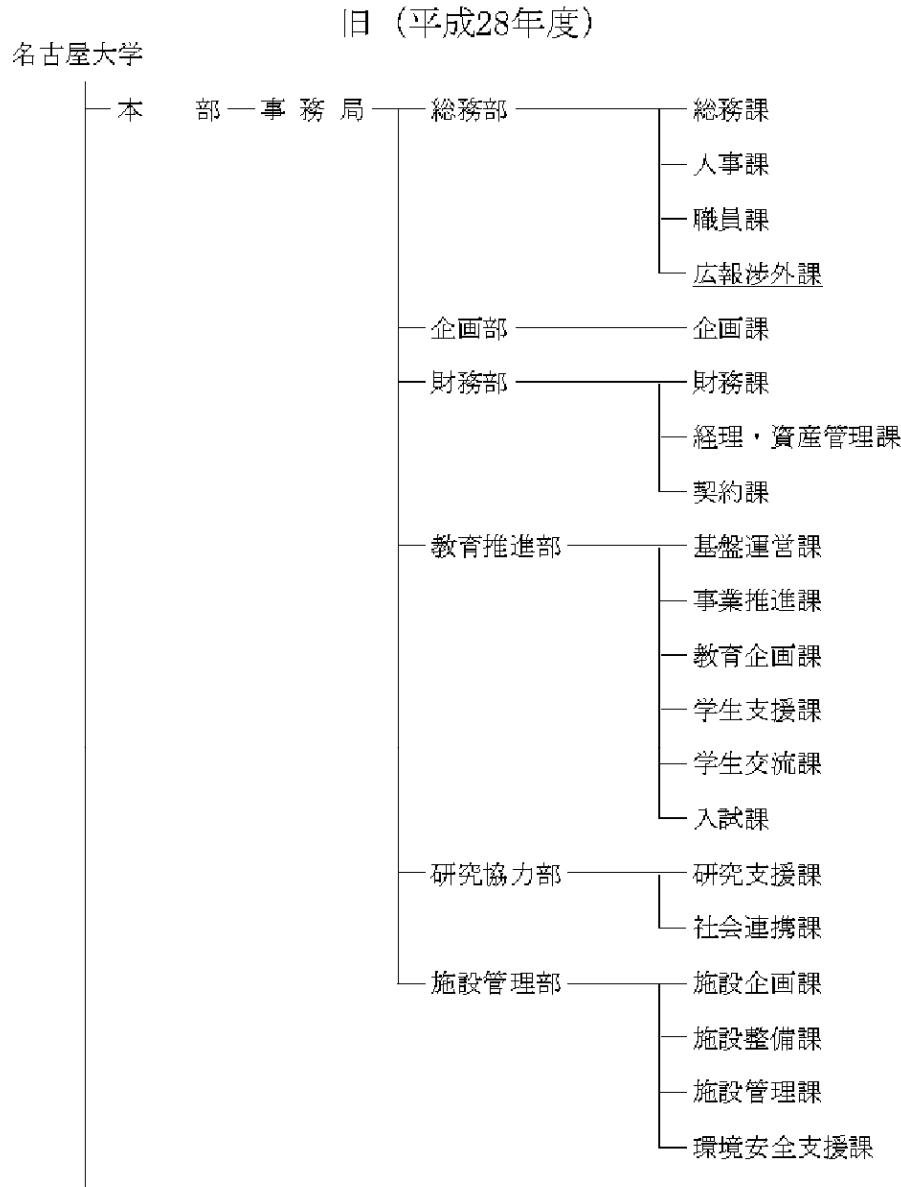 旧（平成28年度）
名古屋大学
本　部 事務局 総務部 総務課
人事課
職員課
広報渉外課
企画部 企画課
財務部 財務課
経理・資産管理課
契約課
教育推進部 基盤運営課
事業推進課
教育企画課
学生支援課
学生交流課
入試課
研究協力部 研究支援課
社会連携課
施設管理部 施設企画課
施設整備課
施設管理課
環境安全支援課